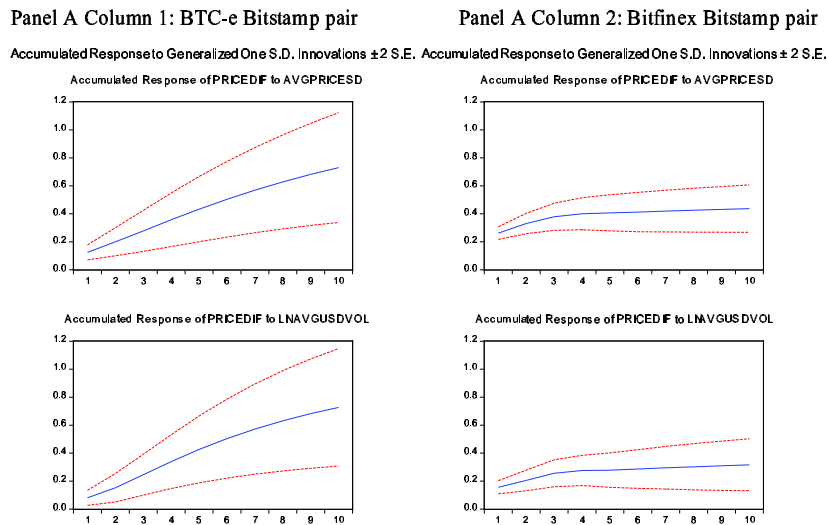 Panel A Column 1: BTC-e Bitstamp pair
Accumulated Response to Generalized One S.D. Innovations ± 2 S.E.
Accumulated Response of PRICEDIF to AVGPRICESD
1.2
1.0
0.8
0.6
0.4
0.2
0.0
1 2 3 4 5 6 7 8 9 10
Accumulated Response of PRICEDIF to LNAVGUSDVOL
1.2
1.0
0.8
0.6
0.4
0.2
0.0
1 2 3 4 5 6 7 8 9 10
Panel A Column 2: Bitfinex Bitstamp pair
Accumulated Response to Generalized One S.D. Innovations ± 2 S.E.
Accumulated Response of PRICEDIF to AVGPRICESD
1.2
1.0
0.8
0.6
0.4
0.2
0.0
1 2 3 4 5 6 7 8 9 10
Accumulated Response of PRICEDIF to LNAVGUSDVOL
1.2
1.0
0.8
0.6
0.4
0.2
0.0
1 2 3 4 5 6 7 8 9 10